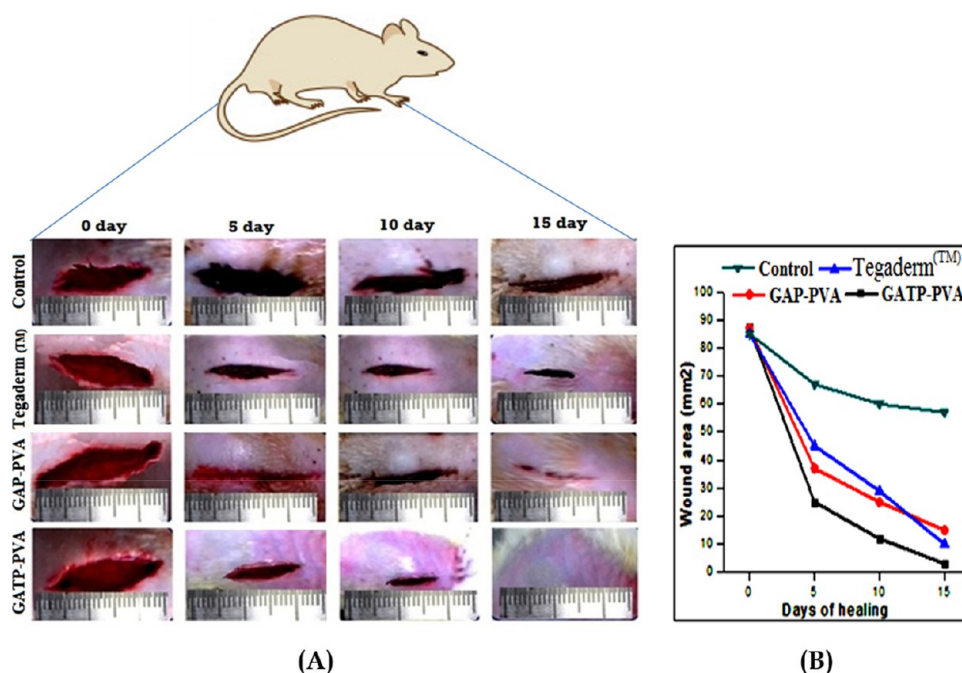 0 day 5 day 10 day 15 day
Control
Tegaderm (TM)
GAP-PVA
GATP-PVA
(A)
Control Tegaderm(TM)
GAP-PVA GATP-PVA
Wound area (mm2)
100
90
80
70
60
50
40
30
20
10
0
0 5 10 15
Days of healing
(B)